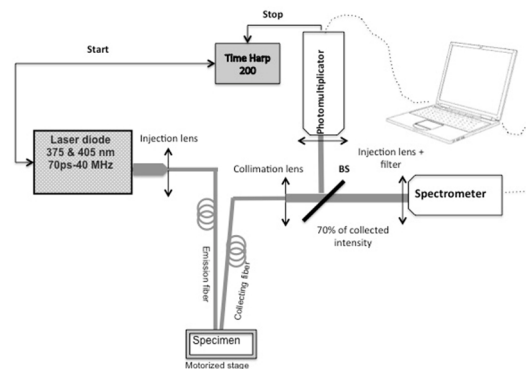 Stop
Start
Time Harp
200
Photomultiplicator
Laser diode
375 & 405 nm
70ps-40 MHz
Injection lens
Collimation lens
BS
Injection lens +
filter
Spectrometer
70% of collected
intensity
Emission fiber
Collecting fiber
Specimen
Motorized stage